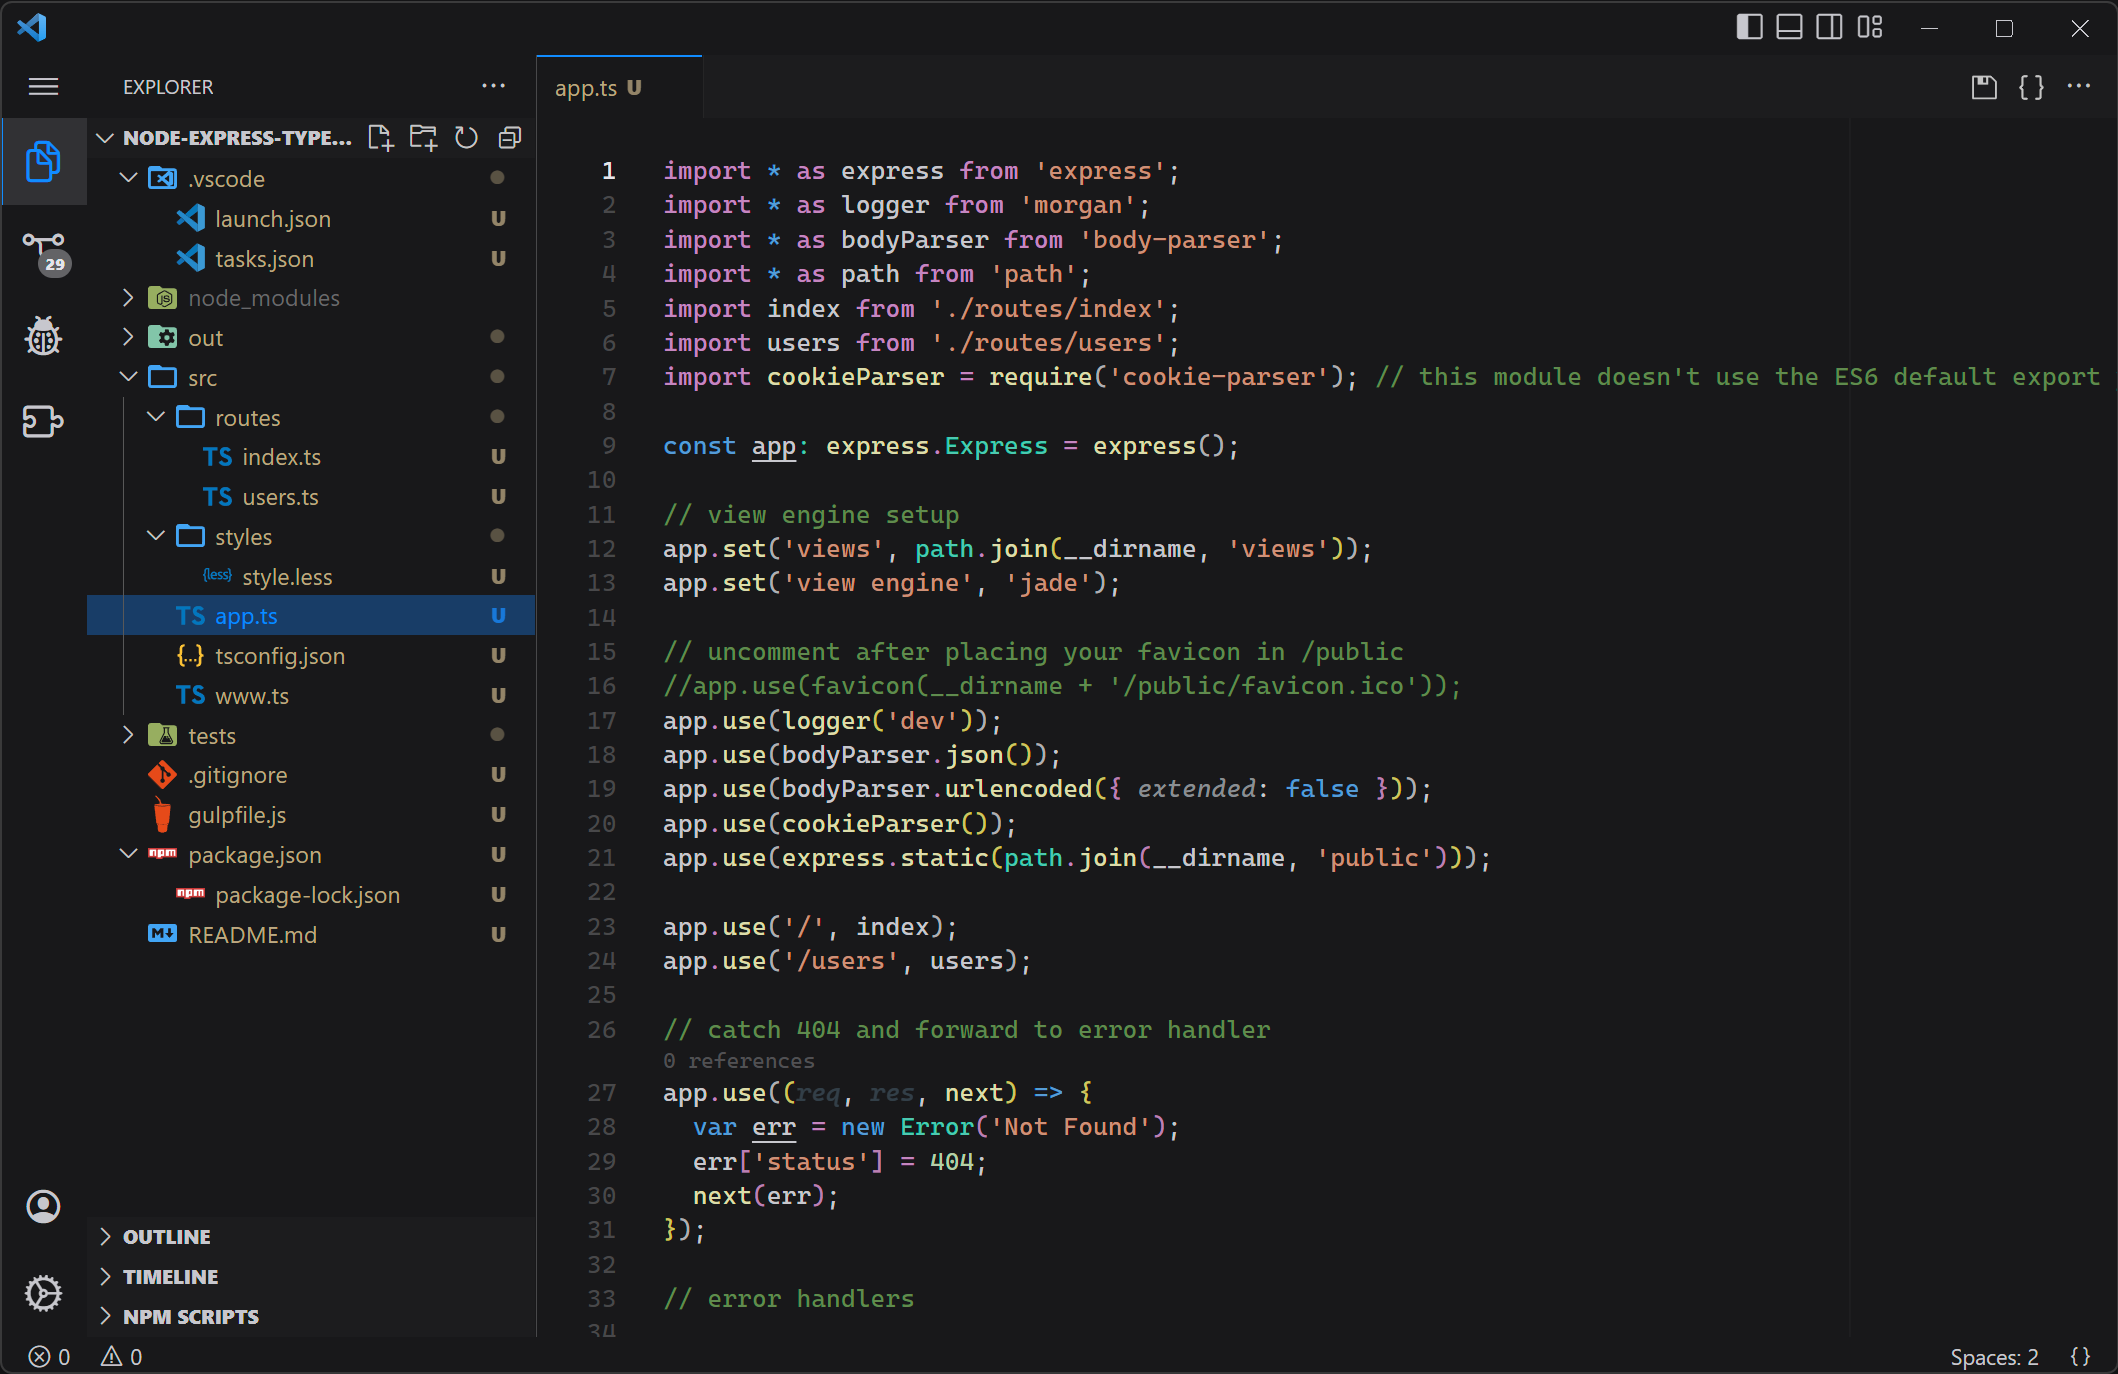 EXPLORER
NODE-EXPRESS-TYPE...
.vscode
launch.json U
tasks.json U
node_modules
out
src
routes
TS index.ts U
TS users.ts U
styles
{less} style.less U
TS app.ts U
{...} tsconfig.json U
TS www.ts U
tests
.gitignore U
gulpfile.js U
npm package.json U
npm package-lock.json U
M↓ README.md U
29
OUTLINE
TIMELINE
NPM SCRIPTS
app.ts U
{}
1 import * as express from 'express';
2 import * as logger from 'morgan';
3 import * as bodyParser from 'body-parser';
4 import * as path from 'path';
5 import index from './routes/index';
6 import users from './routes/users';
7 import cookieParser = require('cookie-parser'); // this module doesn't use the ES6 default export
8
9 const app: express.Express = express();
10
11 // view engine setup
12 app.set('views', path.join(__dirname, 'views'));
13 app.set('view engine', 'jade');
14
15 // uncomment after placing your favicon in /public
16 //app.use(favicon(__dirname + '/public/favicon.ico'));
17 app.use(logger('dev'));
18 app.use(bodyParser.json());
19 app.use(bodyParser.urlencoded({ extended: false }));
20 app.use(cookieParser());
21 app.use(express.static(path.join(__dirname, 'public')));
22
23 app.use('/', index);
24 app.use('/users', users);
25
26 // catch 404 and forward to error handler
0 references
27 app.use((req, res, next) => {
28   var err = new Error('Not Found');
29   err['status'] = 404;
30   next(err);
31 });
32
33 // error handlers
34
0 0
Spaces: 2 {}